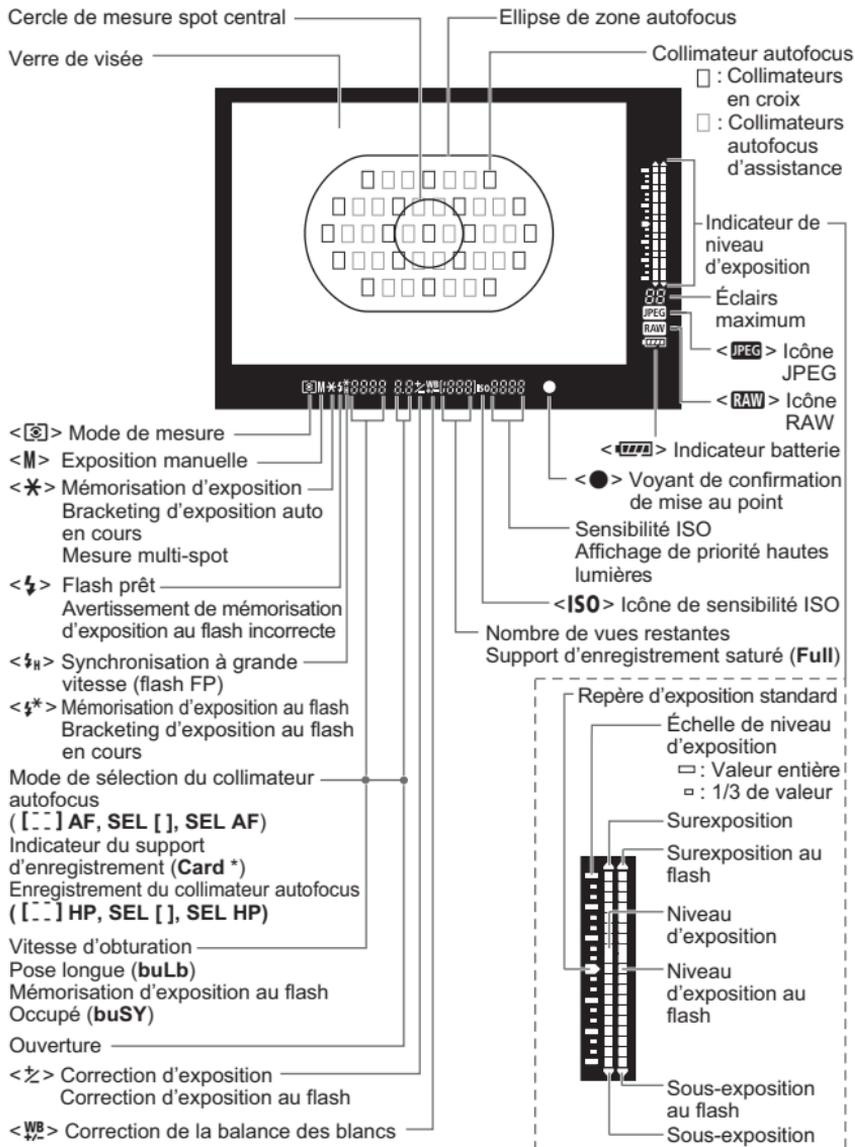 Cercle de mesure spot central
Ellipse de zone autofocus
Verre de visée
Collimateur autofocus
: Collimateurs
en croix
: Collimateurs
autofocus
d'assistance
Indicateur de
niveau
d'exposition
Éclairs
maximum
<JPEG> Icône
JPEG
<RAW> Icône
RAW
< > Indicateur batterie
<●> Voyant de confirmation
de mise au point
Sensibilité ISO
Affichage de priorité hautes
lumières
<ISO> Icône de sensibilité ISO
Nombre de vues restantes
Support d'enregistrement saturé (Full)
< > Mode de mesure
<M> Exposition manuelle
<✱> Mémorisation d'exposition
Bracketing d'exposition auto
en cours
Mesure multi-spot
<⚡> Flash prêt
Avertissement de mémorisation
d'exposition au flash incorrecte
<⚡H> Synchronisation à grande
vitesse (flash FP)
<⚡*> Mémorisation d'exposition au flash
Bracketing d'exposition au flash
en cours
Mode de sélection du collimateur
autofocus
( [ ] AF, SEL [ ], SEL AF)
Indicateur du support
d'enregistrement (Card *)
Enregistrement du collimateur autofocus
( [ ] HP, SEL [ ], SEL HP)
Vitesse d'obturation
Pose longue (buLb)
Mémorisation d'exposition au flash
Occupé (buSY)
Ouverture
<+/-> Correction d'exposition
Correction d'exposition au flash
<WB +/-> Correction de la balance des blancs
Repère d'exposition standard
Échelle de niveau
d'exposition
: Valeur entière
: 1/3 de valeur
Surexposition
Surexposition au
flash
Niveau
d'exposition
Niveau
d'exposition au
flash
Sous-exposition
au flash
Sous-exposition